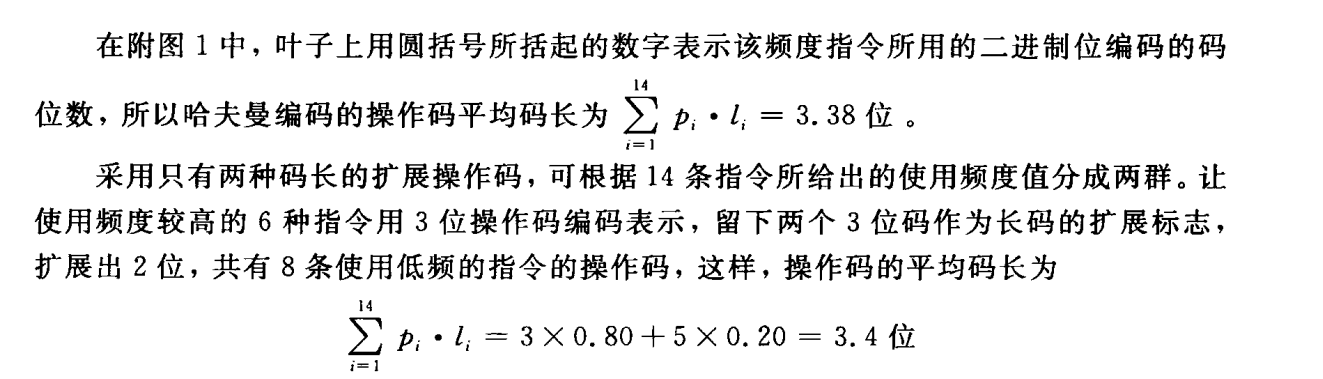 在附图1中，叶子上用圆括号所括起的数字表示该频度指令所用的二进制位编码的码
位数，所以哈夫曼编码的操作码平均码长为 $\sum_{i=1}^{14} p_i \cdot l_i = 3.38$ 位。
采用只有两种码长的扩展操作码，可根据14条指令所给出的使用频度值分成两群。让
使用频度较高的6种指令用3位操作码编码表示，留下两个3位码作为长码的扩展标志，
扩展出2位，共有8条使用低频的指令的操作码，这样，操作码的平均码长为
$\sum_{i=1}^{14} p_i \cdot l_i = 3 \times 0.80 + 5 \times 0.20 = 3.4$ 位